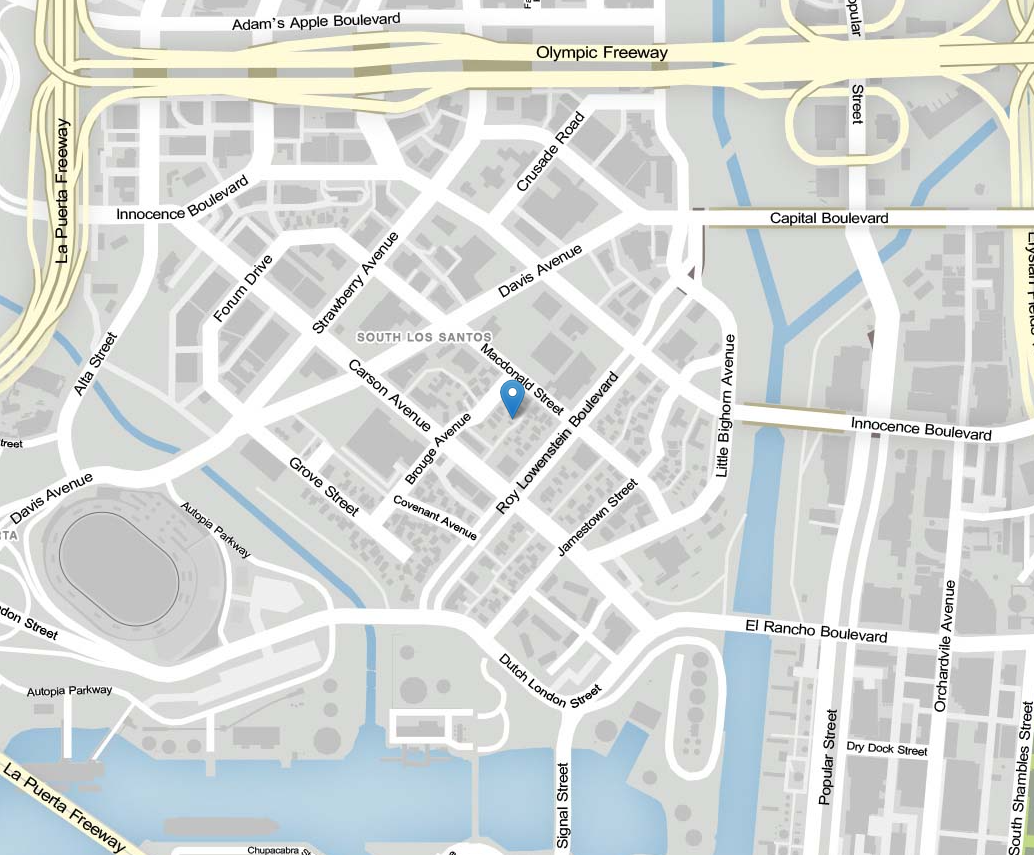 Adam's Apple Boulevard
Olympic Freeway
Street
La Puerta Freeway
Crusade Road
Innocence Boulevard
Capital Boulevard
Forum Drive
Strawberry Avenue
Davis Avenue
SOUTH LOS SANTOS
Alta Street
Macdonald Street
Carson Avenue
Little Bighorn Avenue
Innocence Boulevard
Brouge Avenue
Roy Lowenstein Boulevard
Grove Street
Davis Avenue
Covenant Avenue
Jamestown Street
Autopia Parkway
don Street
El Rancho Boulevard
Orchardvile Avenue
Dutch London Street
Autopia Parkway
Popular Street
Dry Dock Street
South Shambles Street
Signal Street
La Puerta Freeway
Chupacabra St